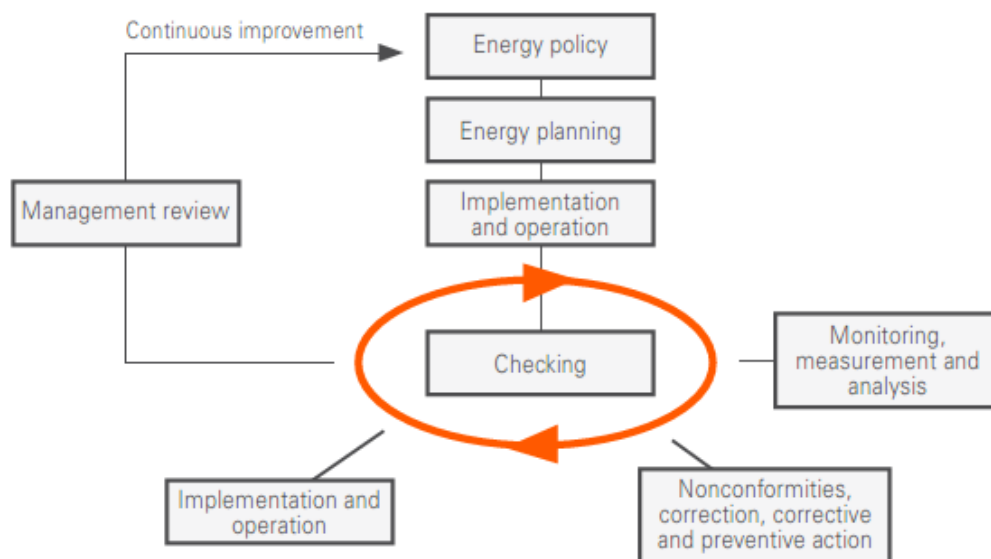 Continuous improvement
Energy policy
Energy planning
Implementation
and operation
Management review
Checking
Monitoring,
measurement and
analysis
Implementation and
operation
Nonconformities,
correction, corrective
and preventive action